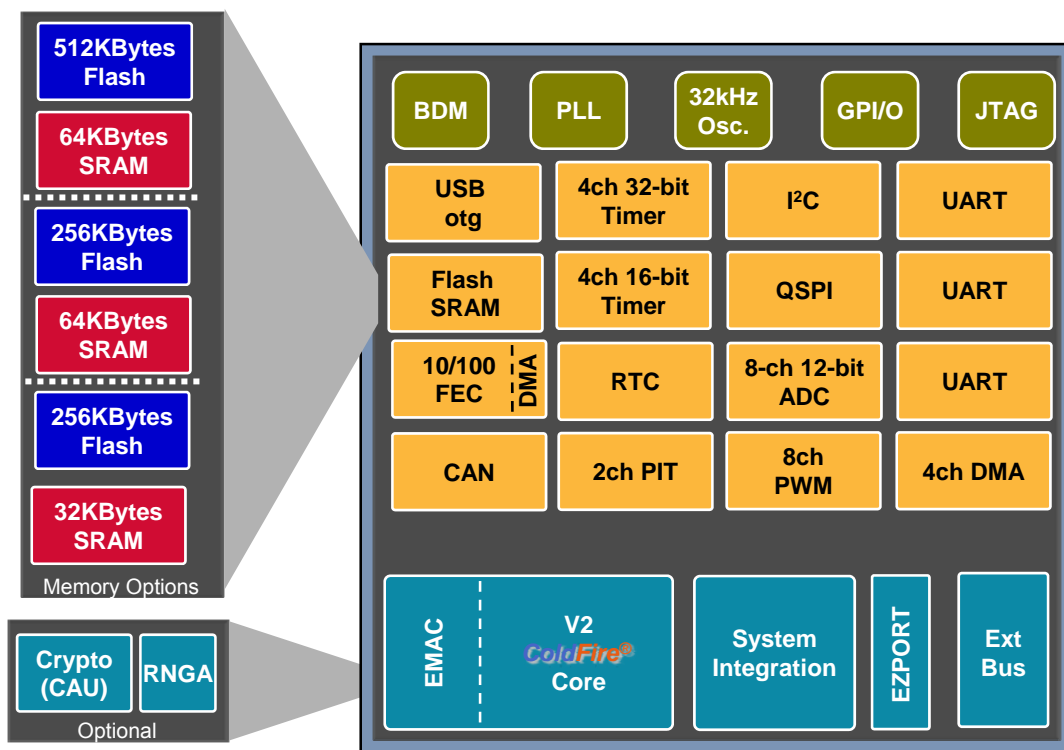 512KBytes
Flash
64KBytes
SRAM
256KBytes
Flash
64KBytes
SRAM
256KBytes
Flash
32KBytes
SRAM
Memory Options
Crypto
(CAU)
RNGA
Optional
BDM
PLL
32kHz
Osc.
GPI/O
JTAG
USB
otg
4ch 32-bit
Timer
I²C
UART
Flash
SRAM
4ch 16-bit
Timer
QSPI
UART
10/100
FEC
DMA
RTC
8-ch 12-bit
ADC
UART
CAN
2ch PIT
8ch
PWM
4ch DMA
EMAC
V2
ColdFire®
Core
System
Integration
EZPORT
Ext
Bus